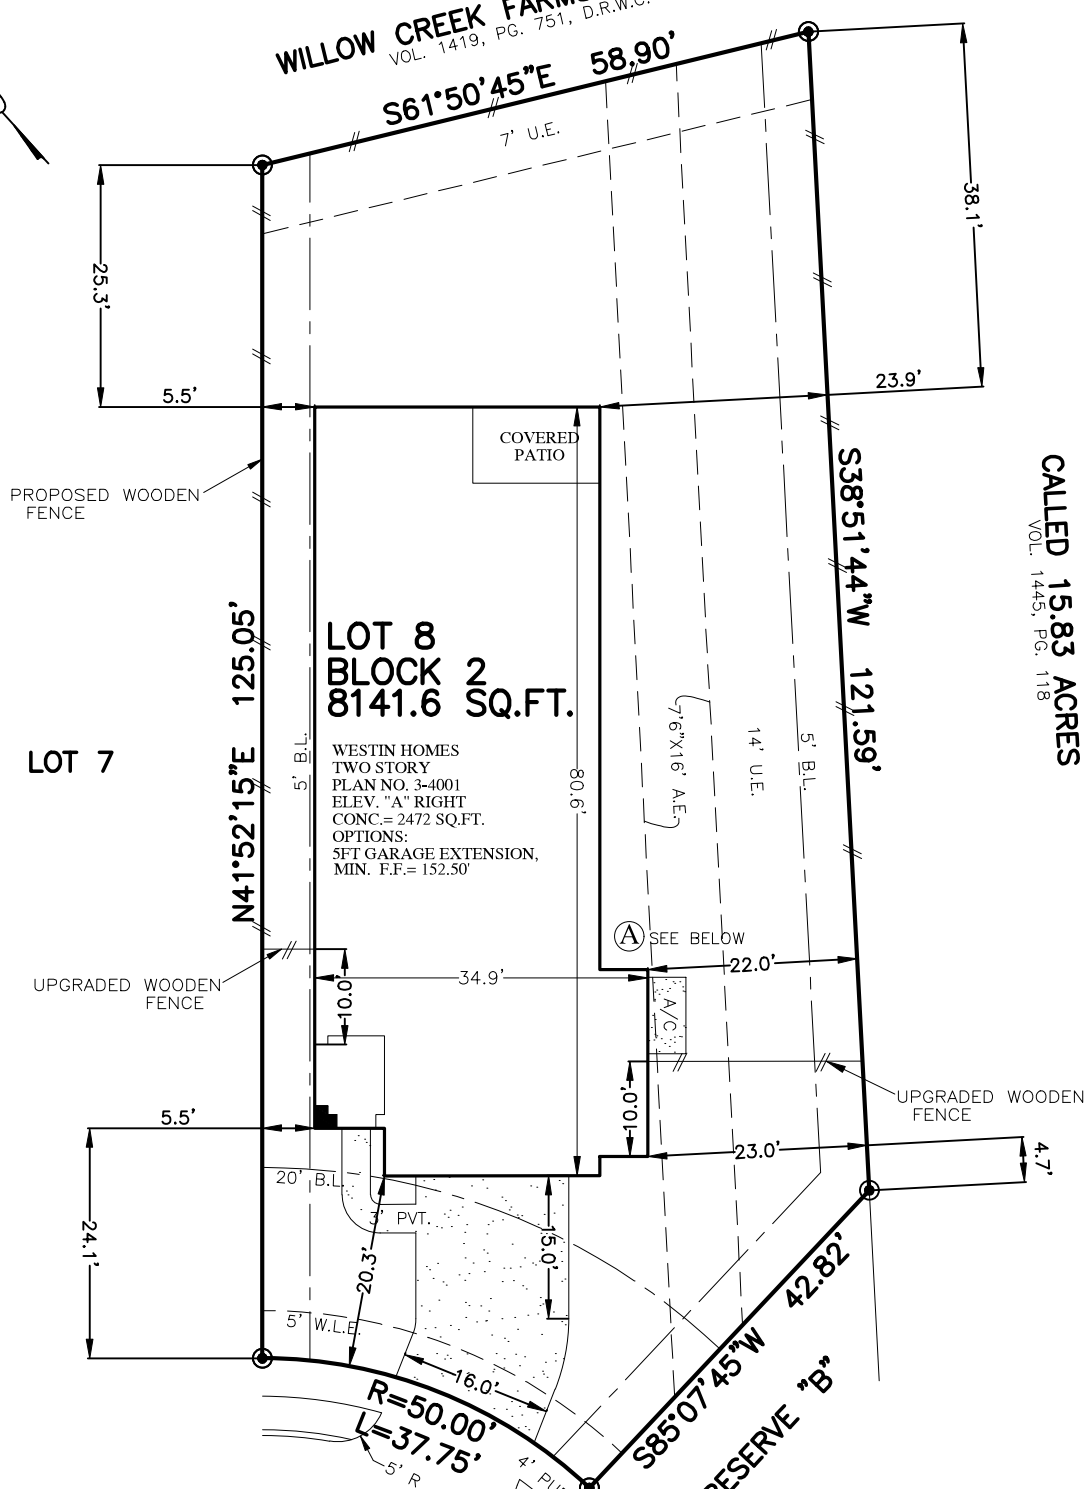 WILLOW CREEK FARMS
VOL. 1419, PG. 751, D.R.W.C.
S61°50'45"E 58.90'
7' U.E.
38.1'
25.3'
5.5'
23.9'
COVERED
PATIO
PROPOSED WOODEN
FENCE
S38°51'44"W 121.59'
CALLED 15.83 ACRES
VOL. 1445, PG. 118
N41°52'15"E 125.05'
LOT 8
BLOCK 2
8141.6 SQ.FT.
LOT 7
5' B.L.
WESTIN HOMES
TWO STORY
PLAN NO. 3-4001
ELEV. "A" RIGHT
CONC.= 2472 SQ.FT.
OPTIONS:
5FT GARAGE EXTENSION,
MIN. F.F.= 152.50'
80.6'
7'6"X16' A.E.
14' U.E.
5' B.L.
A SEE BELOW
22.0'
34.9'
UPGRADED WOODEN
FENCE
10.0'
A/C
10.0'
UPGRADED WOODEN
FENCE
5.5'
23.0'
4.7'
20' B.L.
3' PVT.
24.1'
20.3'
15.0'
42.82'
S85°07'45"W
5' W.L.E.
16.0'
R=50.00'
L=37.75'
5' R
4'
RESERVE "B"